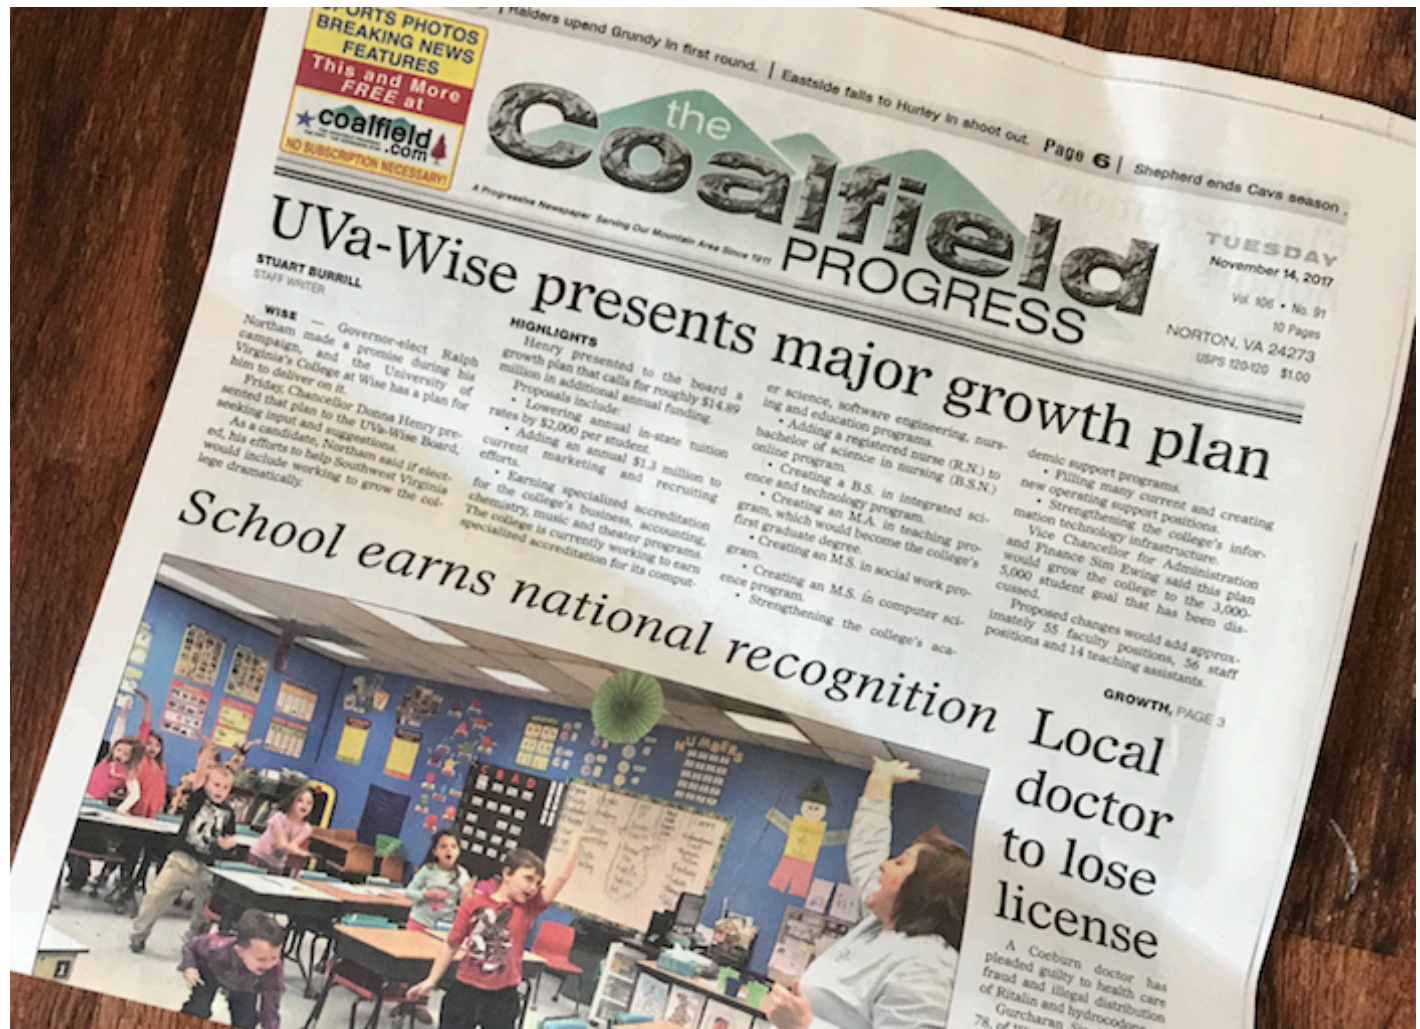 SPORTS PHOTOS
BREAKING NEWS
FEATURES
This and More
FREE at
coalfield
.com
NO SUBSCRIPTION NECESSARY!
Raiders upend Grundy in first round. | Eastside falls to Hurley in shoot out. Page 6 | Shepherd ends Cavs season .
the
Coalfield
PROGRESS
A Progressive Newspaper Serving Our Mountain Area Since 1911
TUESDAY
November 14, 2017
Vol. 106 • No. 91
10 Pages
NORTON, VA 24273
USPS 120-120 $1.00
UVa-Wise presents major growth plan
STUART BURRILL
STAFF WRITER
WISE — Governor-elect Ralph
Northam made a promise during his
campaign, and the University of
Virginia's College at Wise has a plan for
him to deliver on it.
Friday, Chancellor Donna Henry pre-
sented that plan to the UVa-Wise Board,
seeking input and suggestions.
As a candidate, Northam said if elect-
ed, his efforts to help Southwest Virginia
would include working to grow the col-
lege dramatically.
HIGHLIGHTS
Henry presented to the board a
growth plan that calls for roughly $14.89
million in additional annual funding.
Proposals include:
• Lowering annual in-state tuition
rates by $2,000 per student.
• Adding an annual $1.3 million to
current marketing and recruiting
efforts.
• Earning specialized accreditation
for the college's business, accounting,
chemistry, music and theater programs.
The college is currently working to earn
specialized accreditation for its comput-
er science, software engineering, nurs-
ing and education programs.
• Adding a registered nurse (R.N.) to
bachelor of science in nursing (B.S.N.)
online program.
• Creating a B.S. in integrated sci-
ence and technology program.
• Creating an M.A. in teaching pro-
gram, which would become the college's
first graduate degree.
• Creating an M.S. in social work pro-
gram.
• Creating an M.S. in computer sci-
ence program.
• Strengthening the college's aca-
demic support programs.
• Filling many current and creating
new operating support positions.
• Strengthening the college's infor-
mation technology infrastructure.
Vice Chancellor for Administration
and Finance Sim Ewing said this plan
would grow the college to the 3,000-
5,000 student goal that has been dis-
cussed.
Proposed changes would add approx-
imately 55 faculty positions, 56 staff
positions and 14 teaching assistants.
GROWTH, PAGE 3
School earns national recognition
NUMBERS
Local
doctor
to lose
license
A Coeburn doctor has
pleaded guilty to health care
fraud and illegal distribution
of Ritalin and hydrocodone.
Gurcharan
78, of